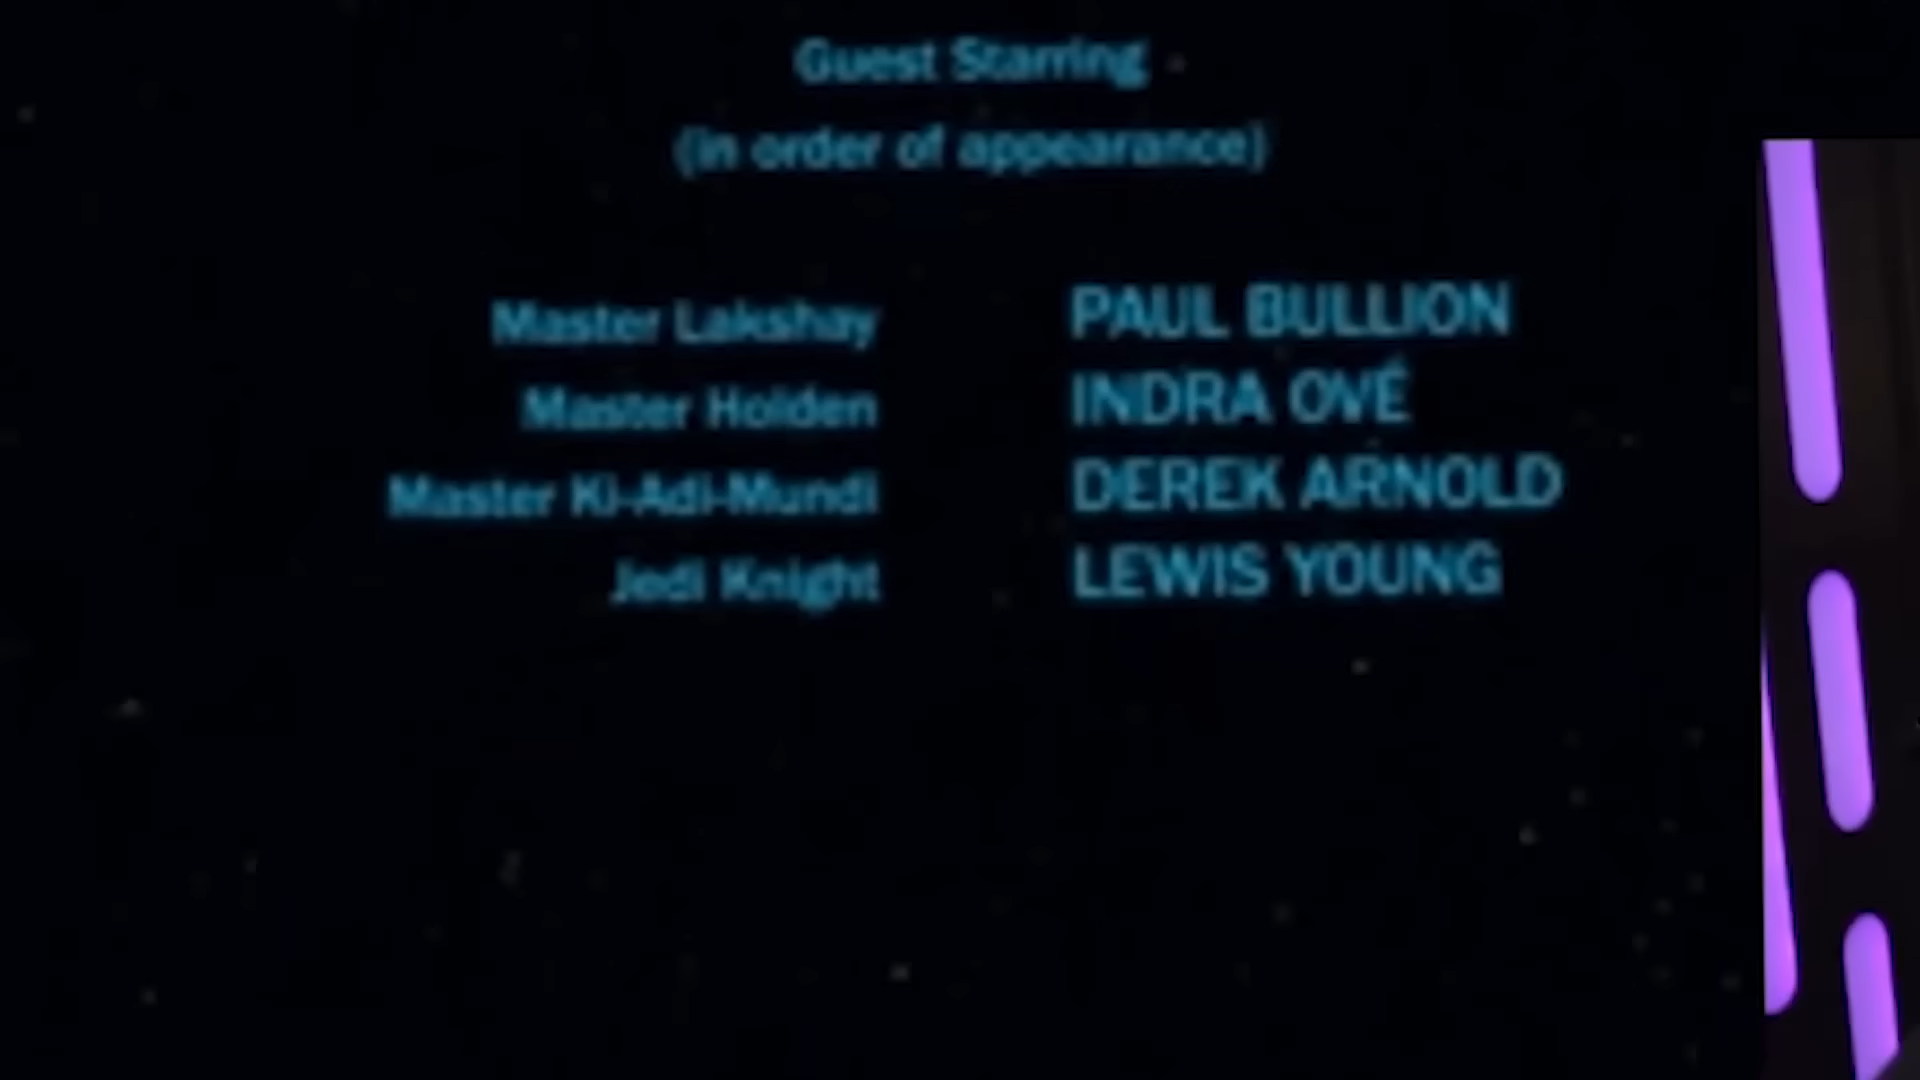 Guest Starring
(in order of appearance)
Master Lakshay PAUL BULLION
Master Holden INDRA OVÉ
Master Ki-Adi-Mundi DEREK ARNOLD
Jedi Knight LEWIS YOUNG